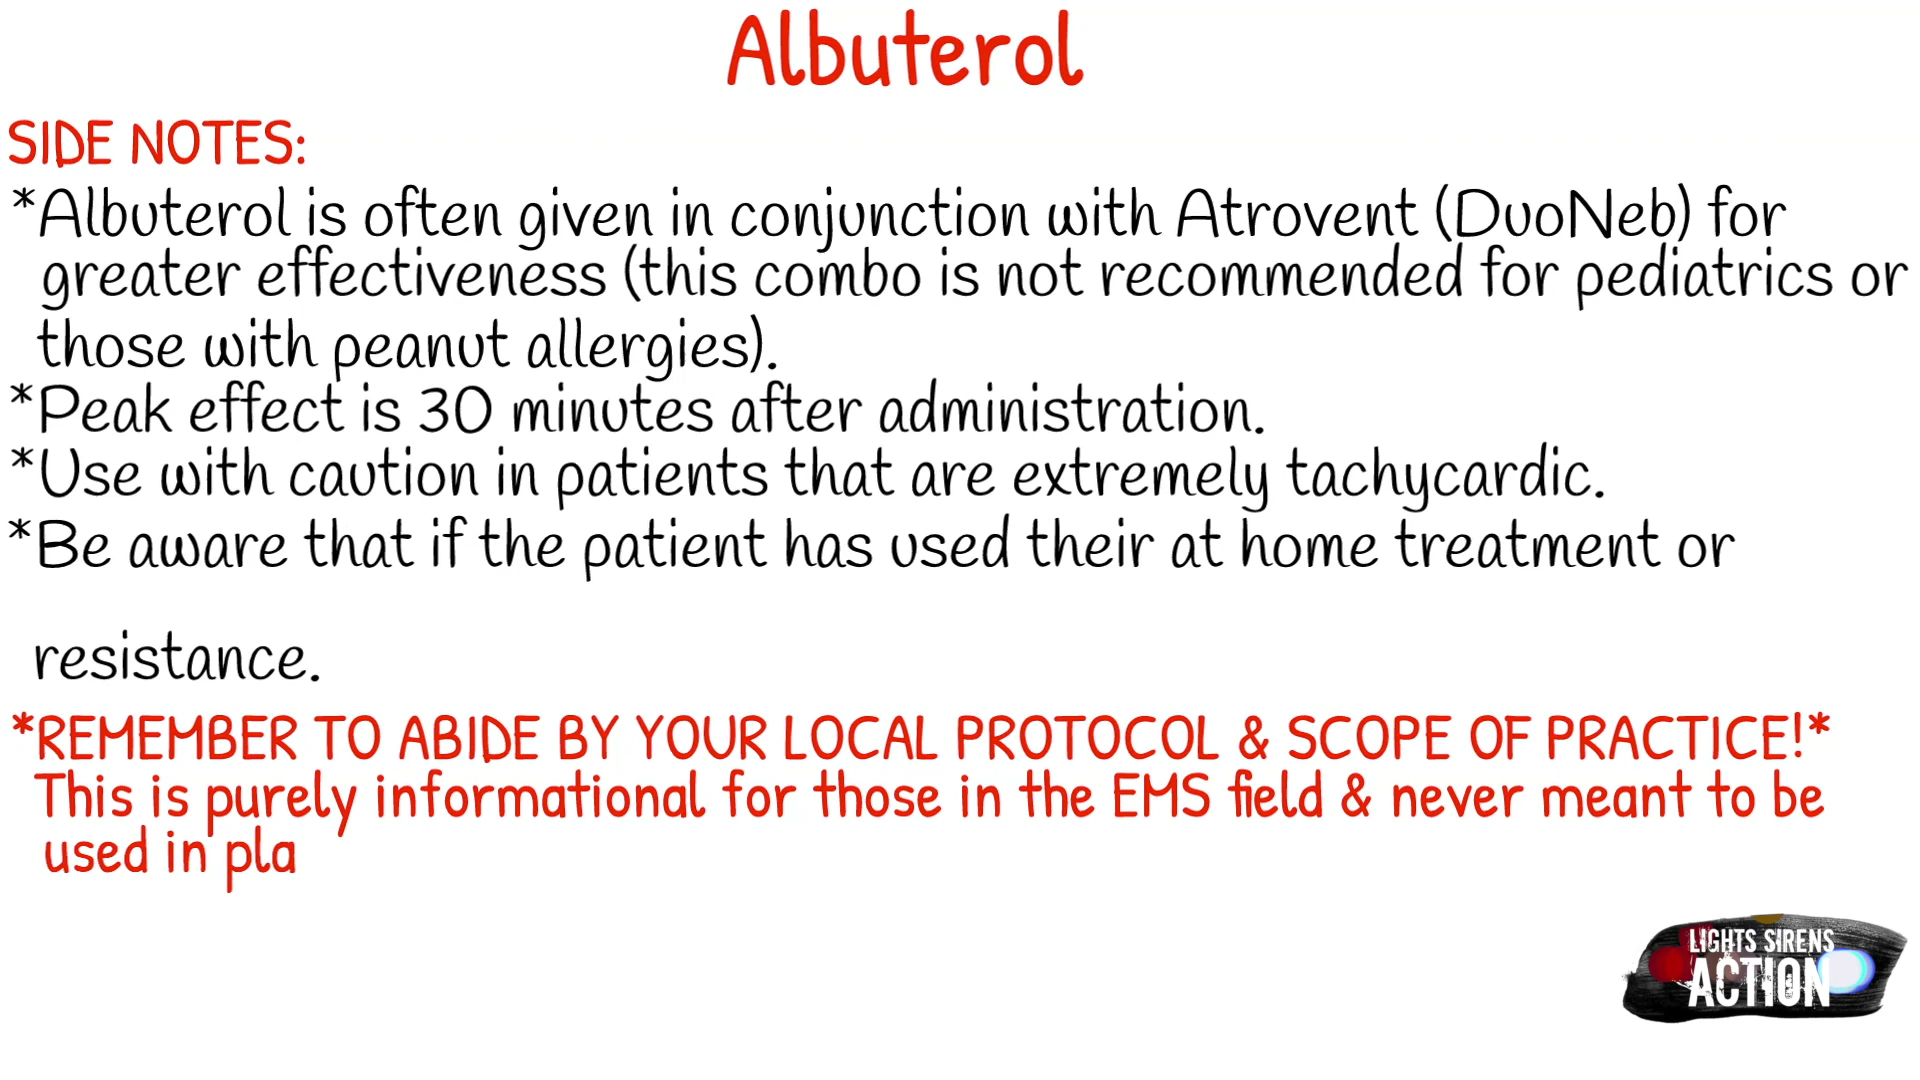 Albuterol
SIDE NOTES:
*Albuterol is often given in conjunction with Atrovent (DuoNeb) for
greater effectiveness (this combo is not recommended for pediatrics or
those with peanut allergies).
*Peak effect is 30 minutes after administration.
*Use with caution in patients that are extremely tachycardic.
*Be aware that if the patient has used their at home treatment or
resistance.
*REMEMBER TO ABIDE BY YOUR LOCAL PROTOCOL & SCOPE OF PRACTICE!*
This is purely informational for those in the EMS field & never meant to be
used in pla
LIGHTS SIRENS
ACTION